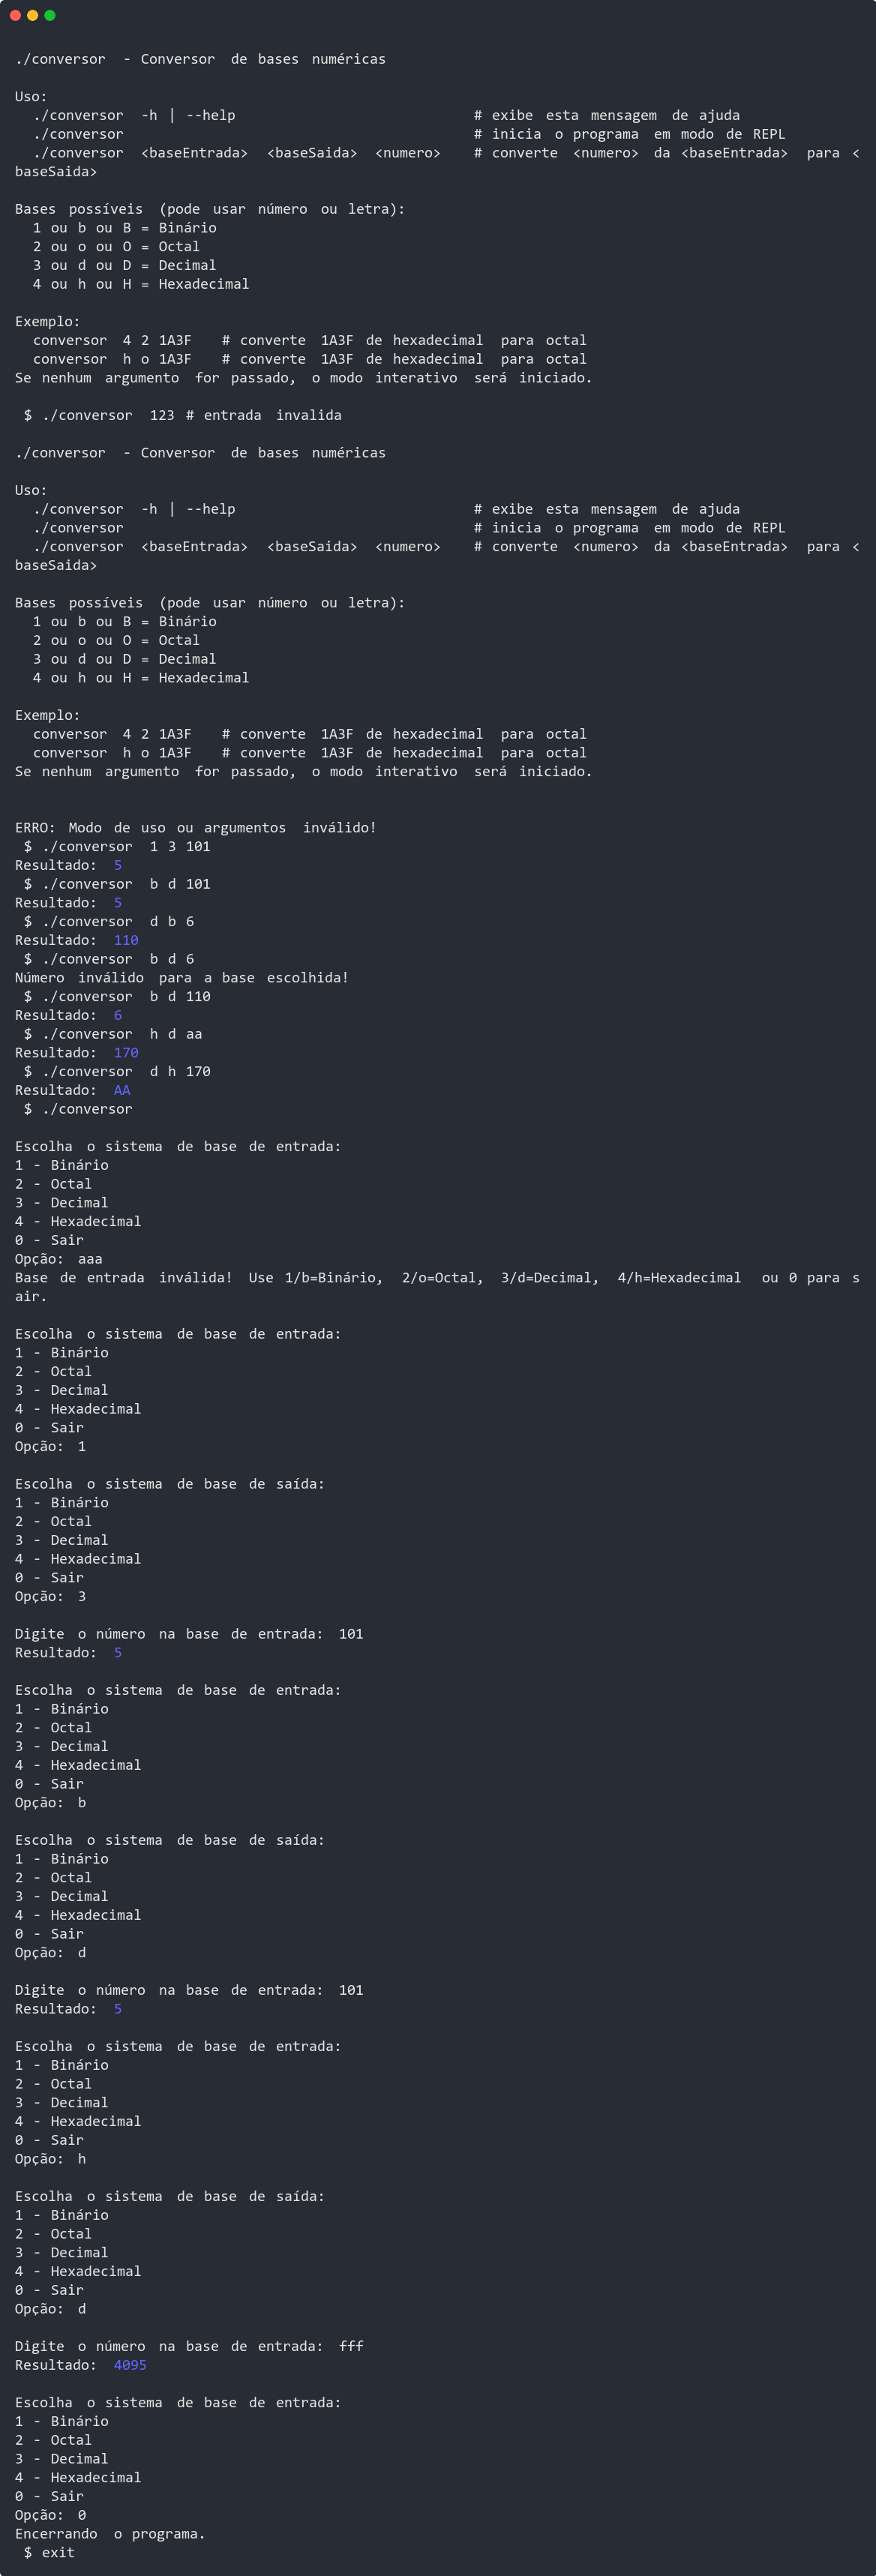 ./conversor - Conversor de bases numéricas
Uso:
./conversor -h | --help # exibe esta mensagem de ajuda
./conversor # inicia o programa em modo de REPL
./conversor <baseEntrada> <baseSaida> <numero> # converte <numero> da <baseEntrada> para <
baseSaida>
Bases possíveis (pode usar número ou letra):
1 ou b ou B = Binário
2 ou o ou O = Octal
3 ou d ou D = Decimal
4 ou h ou H = Hexadecimal
Exemplo:
conversor 4 2 1A3F # converte 1A3F de hexadecimal para octal
conversor h o 1A3F # converte 1A3F de hexadecimal para octal
Se nenhum argumento for passado, o modo interativo será iniciado.
$ ./conversor 123 # entrada invalida
./conversor - Conversor de bases numéricas
Uso:
./conversor -h | --help # exibe esta mensagem de ajuda
./conversor # inicia o programa em modo de REPL
./conversor <baseEntrada> <baseSaida> <numero> # converte <numero> da <baseEntrada> para <
baseSaida>
Bases possíveis (pode usar número ou letra):
1 ou b ou B = Binário
2 ou o ou O = Octal
3 ou d ou D = Decimal
4 ou h ou H = Hexadecimal
Exemplo:
conversor 4 2 1A3F # converte 1A3F de hexadecimal para octal
conversor h o 1A3F # converte 1A3F de hexadecimal para octal
Se nenhum argumento for passado, o modo interativo será iniciado.
ERRO: Modo de uso ou argumentos inválido!
$ ./conversor 1 3 101
Resultado: 5
$ ./conversor b d 101
Resultado: 5
$ ./conversor d b 6
Resultado: 110
$ ./conversor b d 6
Número inválido para a base escolhida!
$ ./conversor b d 110
Resultado: 6
$ ./conversor h d aa
Resultado: 170
$ ./conversor d h 170
Resultado: AA
$ ./conversor
Escolha o sistema de base de entrada:
1 - Binário
2 - Octal
3 - Decimal
4 - Hexadecimal
0 - Sair
Opção: aaa
Base de entrada inválida! Use 1/b=Binário, 2/o=Octal, 3/d=Decimal, 4/h=Hexadecimal ou 0 para s
air.
Escolha o sistema de base de entrada:
1 - Binário
2 - Octal
3 - Decimal
4 - Hexadecimal
0 - Sair
Opção: 1
Escolha o sistema de base de saída:
1 - Binário
2 - Octal
3 - Decimal
4 - Hexadecimal
0 - Sair
Opção: 3
Digite o número na base de entrada: 101
Resultado: 5
Escolha o sistema de base de entrada:
1 - Binário
2 - Octal
3 - Decimal
4 - Hexadecimal
0 - Sair
Opção: b
Escolha o sistema de base de saída:
1 - Binário
2 - Octal
3 - Decimal
4 - Hexadecimal
0 - Sair
Opção: d
Digite o número na base de entrada: 101
Resultado: 5
Escolha o sistema de base de entrada:
1 - Binário
2 - Octal
3 - Decimal
4 - Hexadecimal
0 - Sair
Opção: h
Escolha o sistema de base de saída:
1 - Binário
2 - Octal
3 - Decimal
4 - Hexadecimal
0 - Sair
Opção: d
Digite o número na base de entrada: fff
Resultado: 4095
Escolha o sistema de base de entrada:
1 - Binário
2 - Octal
3 - Decimal
4 - Hexadecimal
0 - Sair
Opção: 0
Encerrando o programa.
$ exit